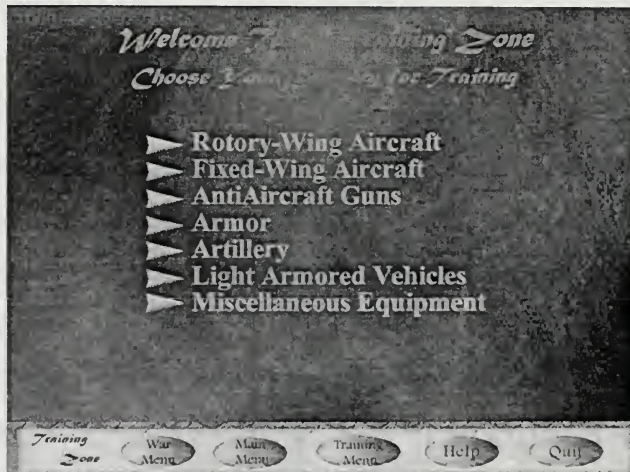 Welcome Training Zone
Choose for Training
Rotory-Wing Aircraft
Fixed-Wing Aircraft
AntiAircraft Guns
Armor
Artillery
Light Armored Vehicles
Miscellaneous Equipment
Training
Zone
War
Menu
Main
Menu
Training
Menu
Help
Quit